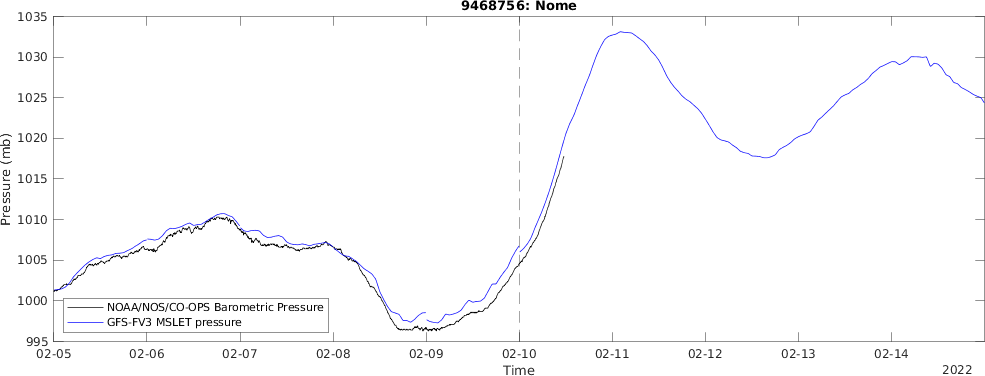 9468756: Nome
1035
1030
1025
1020
1015
1010
1005
1000
995
Pressure (mb)
NOAA/NOS/CO-OPS Barometric Pressure
GFS-FV3 MSLET pressure
02-05 02-06 02-07 02-08 02-09 02-10 02-11 02-12 02-13 02-14
Time
2022